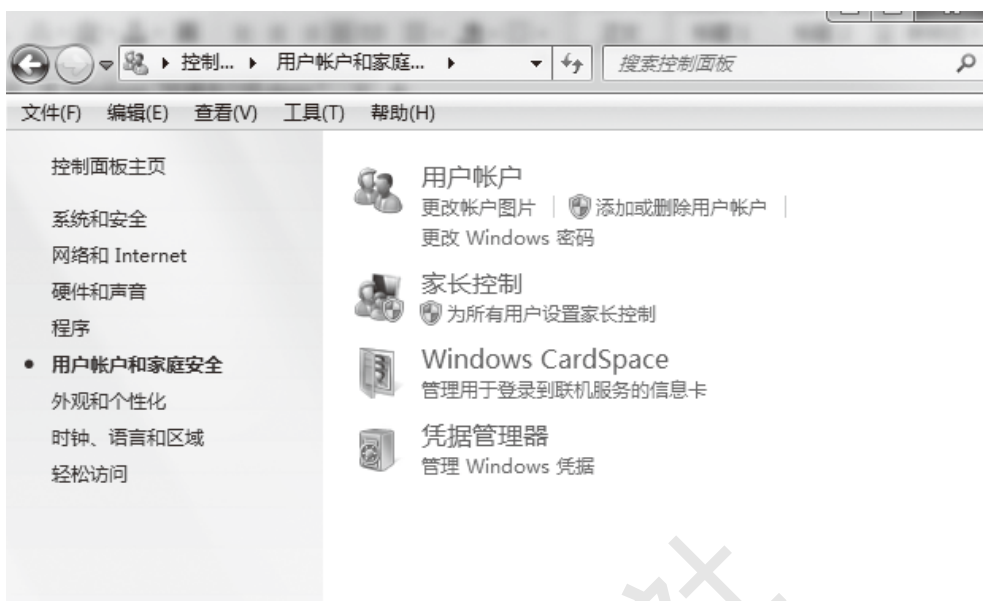 控制... 用户帐户和家庭... 搜索控制面板
文件(F) 编辑(E) 查看(V) 工具(T) 帮助(H)
控制面板主页
系统和安全
网络和 Internet
硬件和声音
程序
用户帐户和家庭安全
外观和个性化
时钟、语言和区域
轻松访问
用户帐户
更改帐户图片 添加或删除用户帐户
更改 Windows 密码
家长控制
为所有用户设置家长控制
Windows CardSpace
管理用于登录到联机服务的信息卡
凭据管理器
管理 Windows 凭据